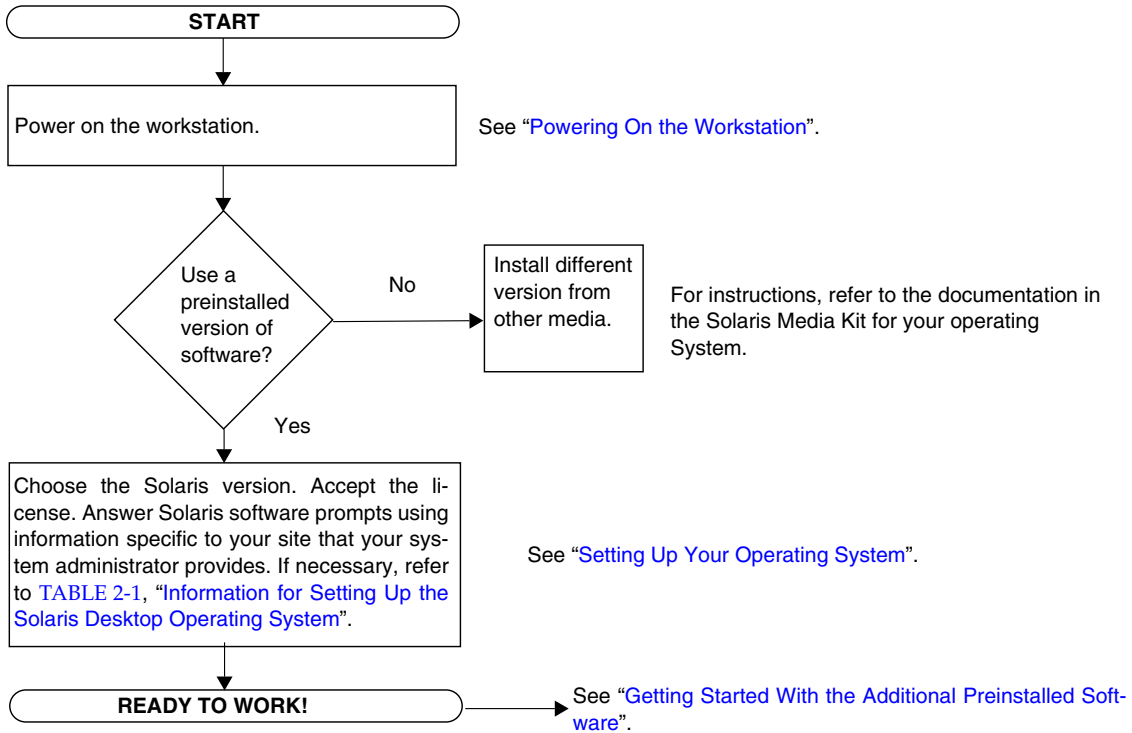 START
Power on the workstation.
See “Powering On the Workstation”.
Use a
preinstalled
version of
software?
No
Install different
version from
other media.
For instructions, refer to the documentation in
the Solaris Media Kit for your operating
System.
Yes
Choose the Solaris version. Accept the li-
cense. Answer Solaris software prompts using
information specific to your site that your sys-
tem administrator provides. If necessary, refer
to TABLE 2-1, “Information for Setting Up the
Solaris Desktop Operating System”.
See “Setting Up Your Operating System”.
READY TO WORK!
See “Getting Started With the Additional Preinstalled Soft-
ware”.